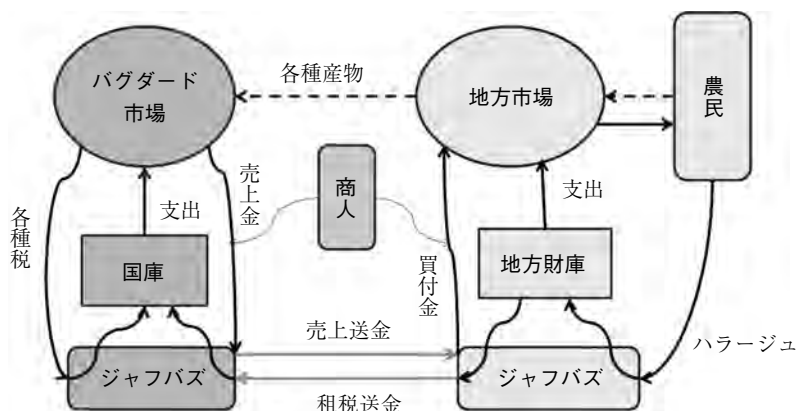 バグダード
市場
各種産物
地方市場
農民
売上金
商人
支出
支出
各種税
国庫
買付金
地方財庫
売上送金
ハラージュ
ジャフバズ
ジャフバズ
租税送金